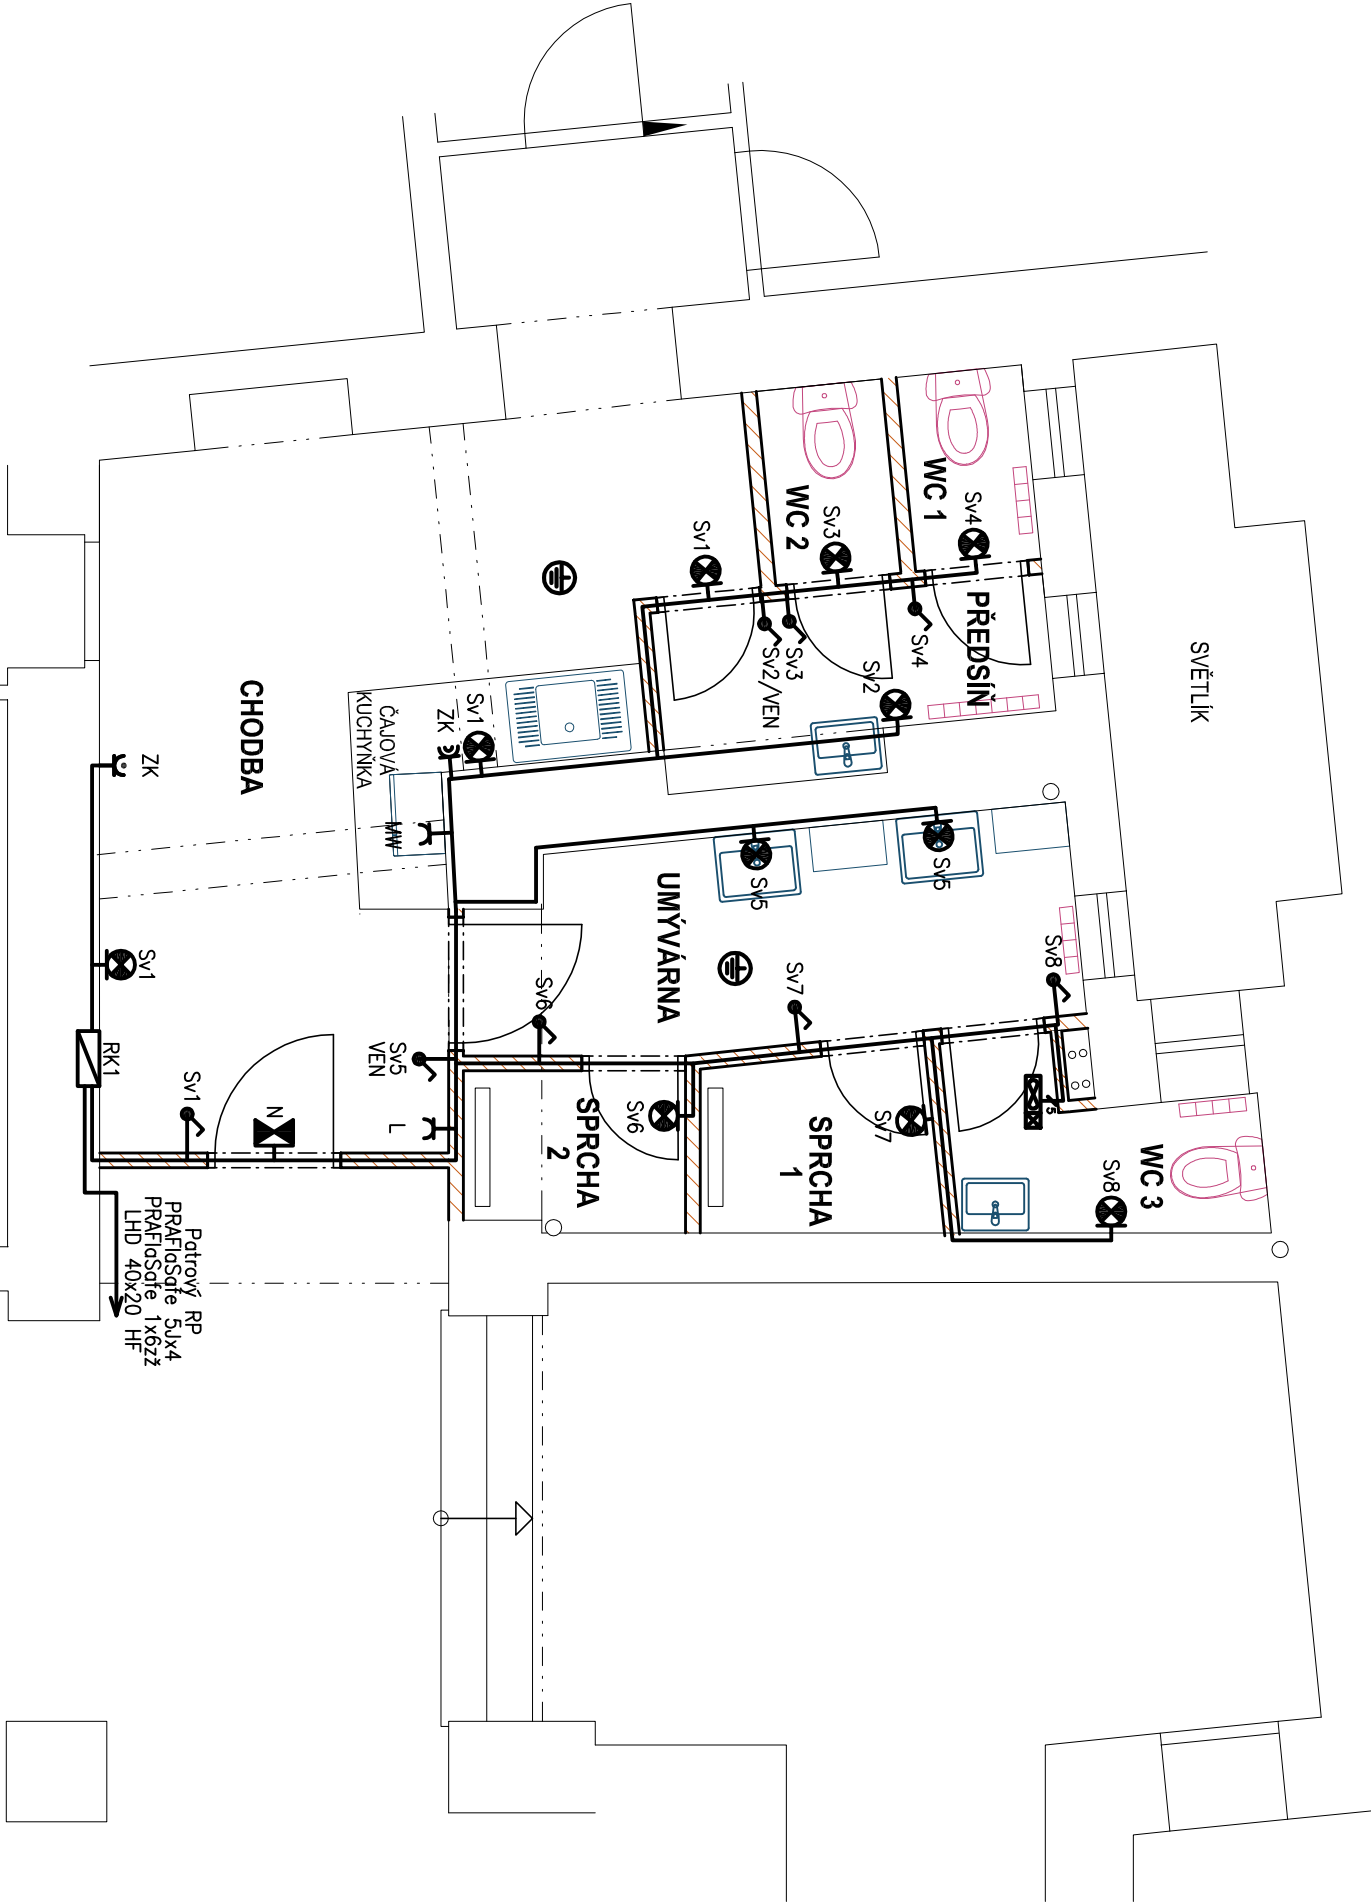 SVĚTLÍK
WC 1
Sv4
WC 2
Sv3
Sv1
PŘEDSÍŇ
Sv4
Sv3
Sv2/VEN
Sv2
CHODBA
ČAJOVÁ
KUCHYŇKA
ZK
Sv1
MW
ZK
Sv1
RK1
Sv1
N
L
Sv5
VEN
UMÝVÁRNA
Sv5
Sv5
Sv6
Sv7
Sv8
SPRCHA
2
Sv6
SPRCHA
1
Sv7
5
WC 3
Sv8
Patrový RP
PRAFlaSafe 5Jx4
PRAFlaSafe 1x6zž
LHD 40x20 HF